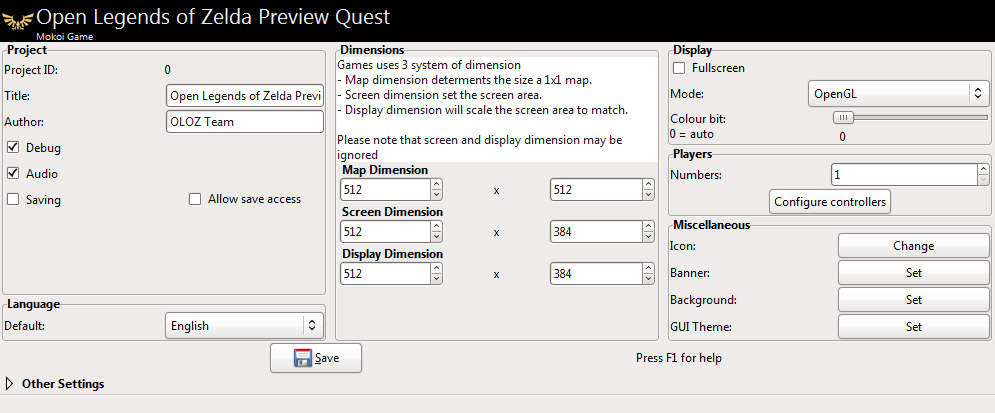 Open Legends of Zelda Preview Quest
Mokoi Game
Project
Project ID: 0
Title: Open Legends of Zelda Previ
Author: OLOZ Team
Debug
Audio
Saving Allow save access
Language
Default: English
Dimensions
Games uses 3 system of dimension
- Map dimension determents the size a 1x1 map.
- Screen dimension set the screen area.
- Display dimension will scale the screen area to match.
Please note that screen and display dimension may be
ignored
Map Dimension
512 x 512
Screen Dimension
512 x 384
Display Dimension
512 x 384
Display
Fullscreen
Mode: OpenGL
Colour bit:
0 = auto 0
Players
Numbers: 1
Configure controllers
Miscellaneous
Icon: Change
Banner: Set
Background: Set
GUI Theme: Set
Save
Press F1 for help
Other Settings